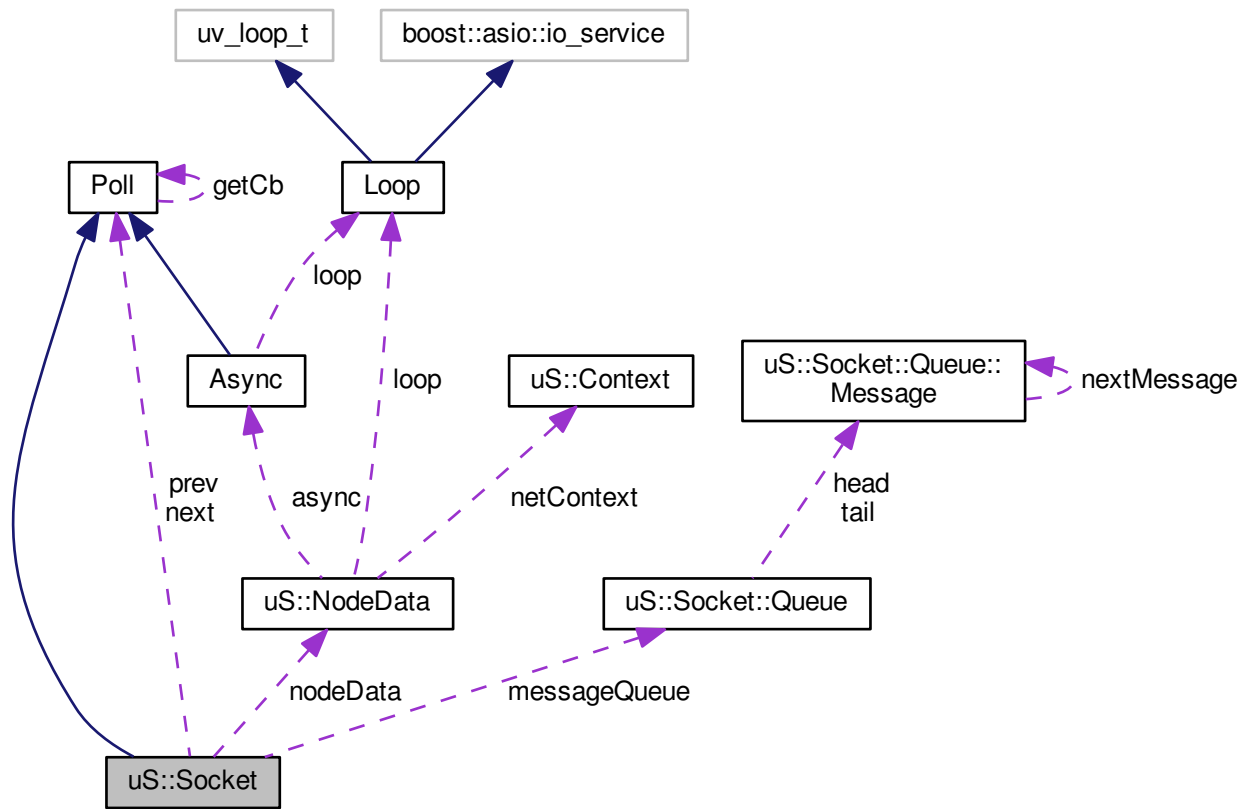 uv_loop_t
boost::asio::io_service
Poll
getCb
Loop
loop
Async
loop
uS::Context
uS::Socket::Queue::
Message
nextMessage
prev
next
async
netContext
head
tail
uS::NodeData
uS::Socket::Queue
nodeData
messageQueue
uS::Socket